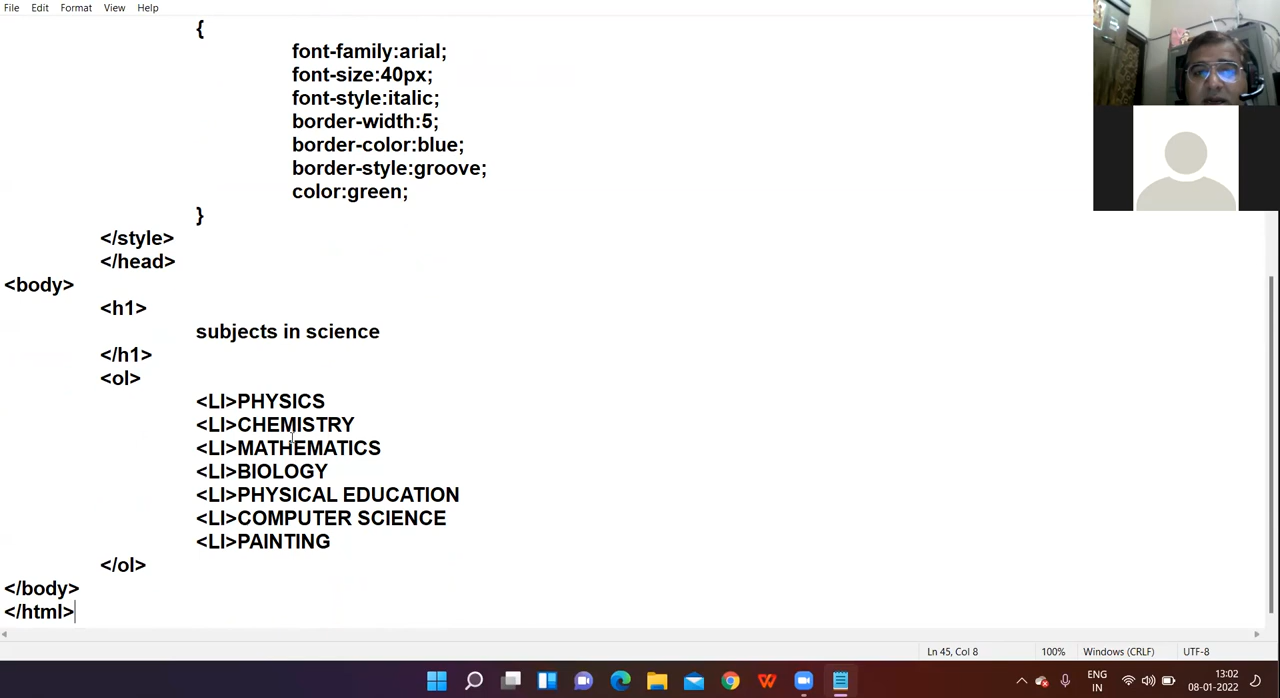 File Edit Format View Help
{
font-family:arial;
font-size:40px;
font-style:italic;
border-width:5;
border-color:blue;
border-style:groove;
color:green;
}
</style>
</head>
<body>
<h1>
subjects in science
</h1>
<ol>
<LI>PHYSICS
<LI>CHEMISTRY
<LI>MATHEMATICS
<LI>BIOLOGY
<LI>PHYSICAL EDUCATION
<LI>COMPUTER SCIENCE
<LI>PAINTING
</ol>
</body>
</html>
Ln 45, Col 8 100% Windows (CRLF) UTF-8
ENG
IN
13:02
08-01-2022